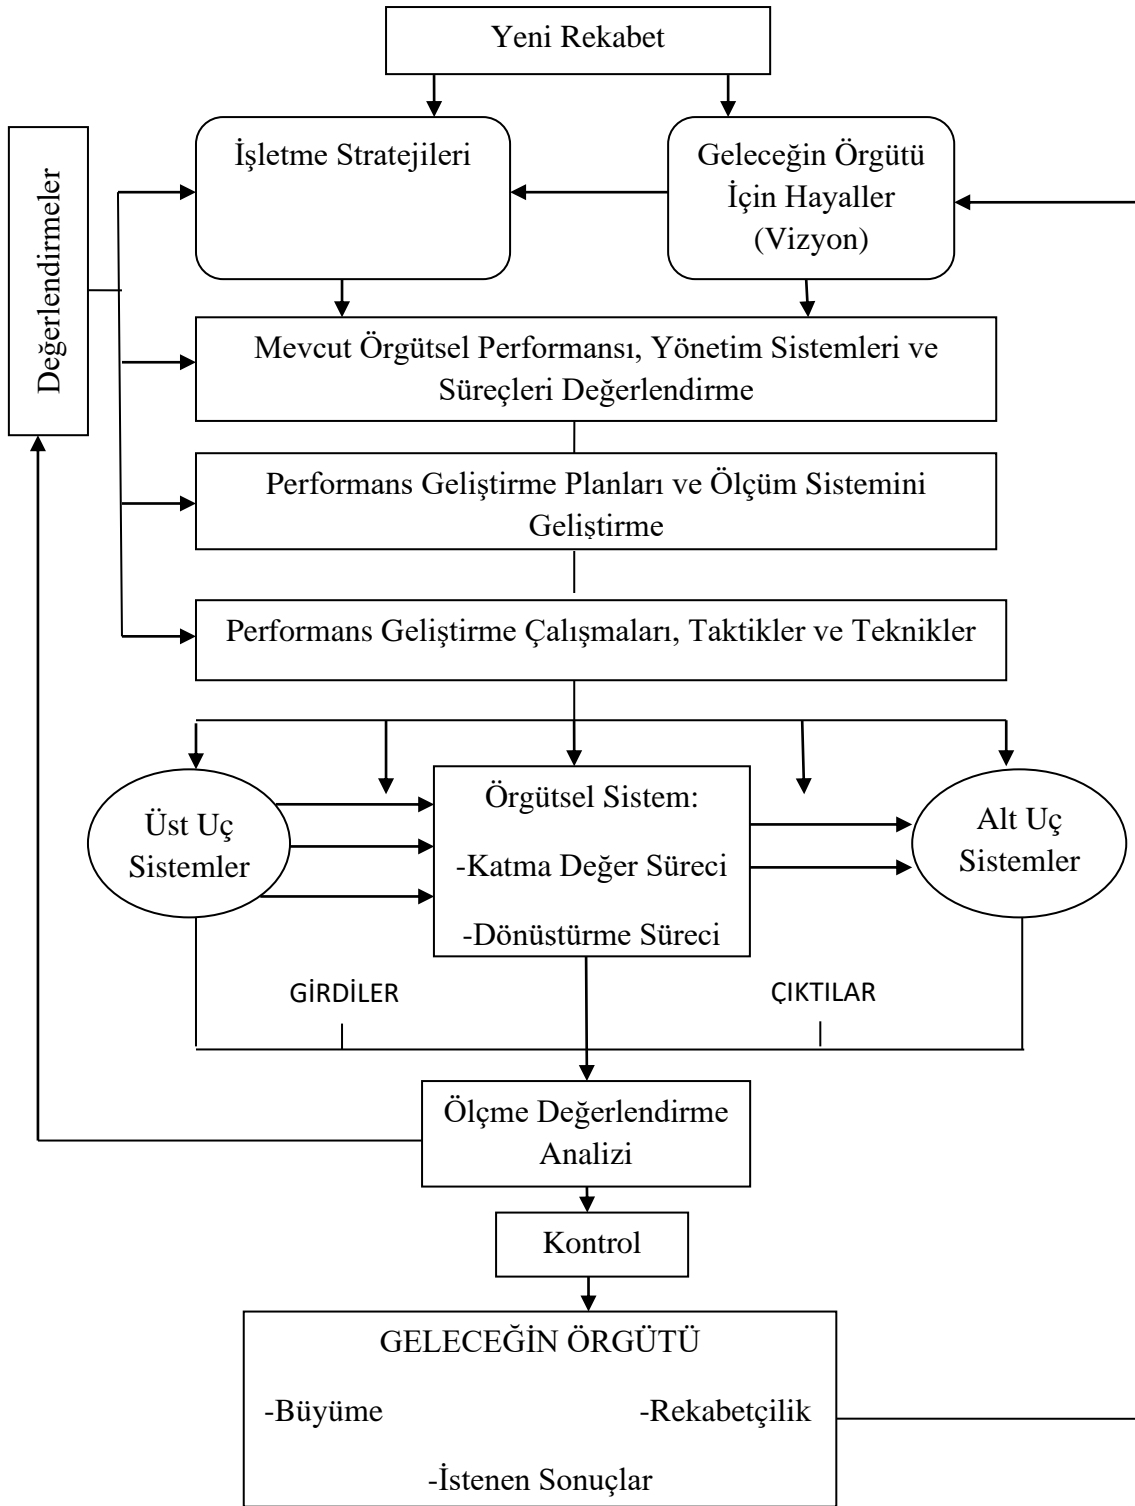 Yeni Rekabet
Değerlendirmeler
İşletme Stratejileri
Geleceğin Örgütü
İçin Hayaller
(Vizyon)
Mevcut Örgütsel Performansı, Yönetim Sistemleri ve
Süreçleri Değerlendirme
Performans Geliştirme Planları ve Ölçüm Sistemini
Geliştirme
Performans Geliştirme Çalışmaları, Taktikler ve Teknikler
Üst Uç
Sistemler
Örgütsel Sistem:
-Katma Değer Süreci
-Dönüstürme Süreci
Alt Uç
Sistemler
GİRDİLER
ÇIKTILAR
Ölçme Değerlendirme
Analizi
Kontrol
GELECEĞİN ÖRGÜTÜ
-Büyüme
-Rekabetçilik
-İstenen Sonuçlar